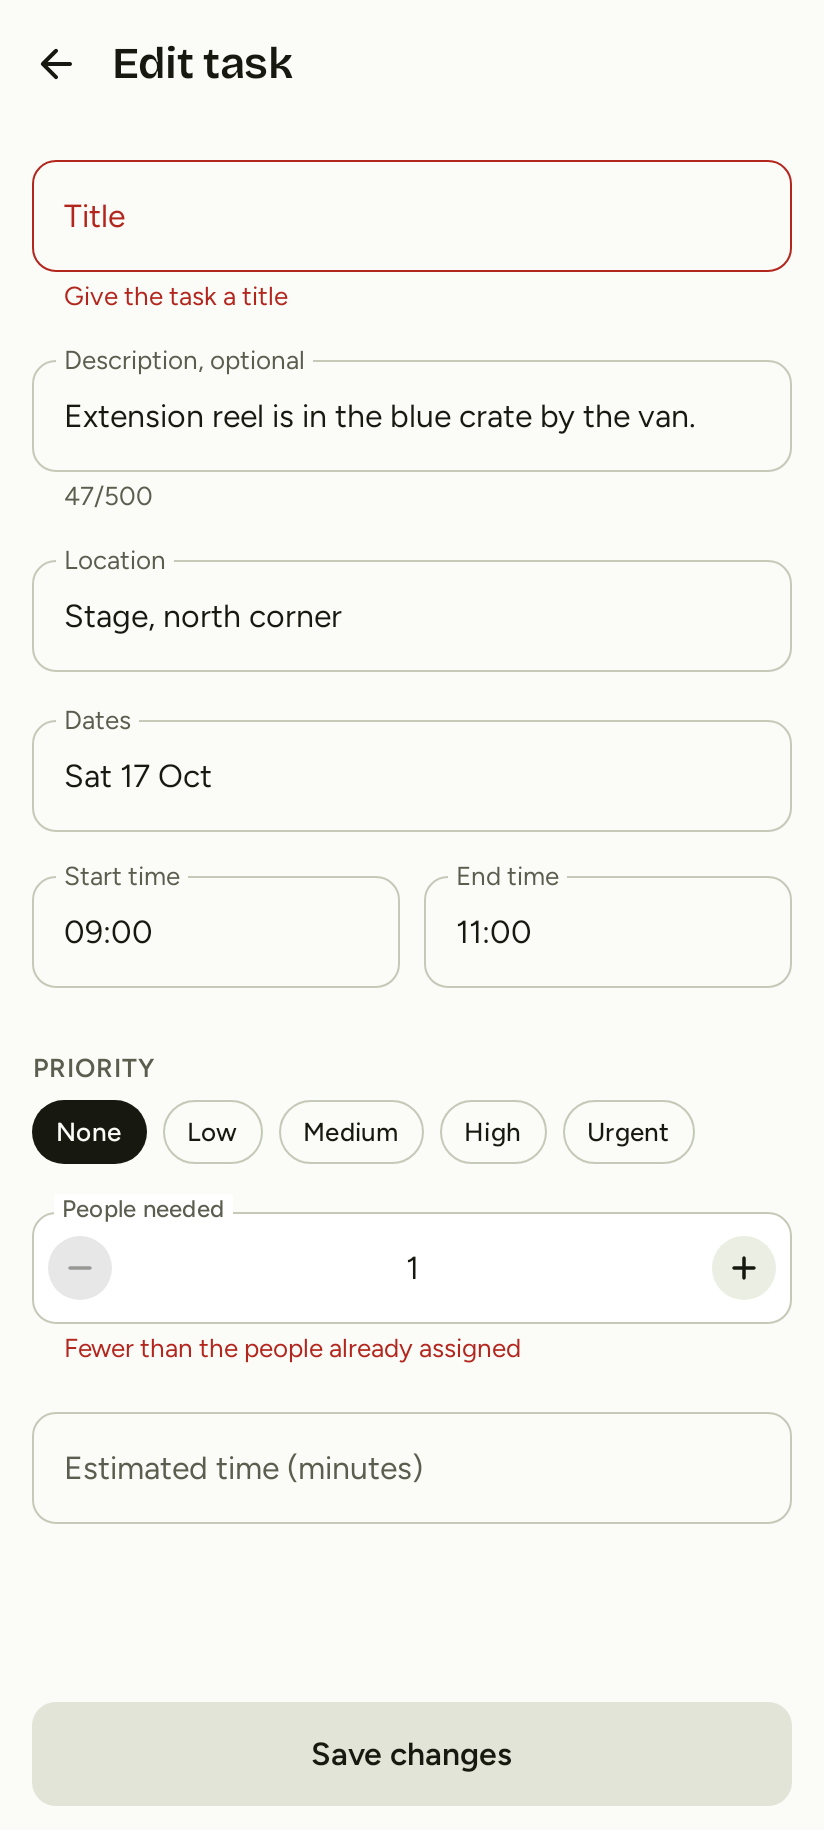 Edit task
Title
Give the task a title
Description, optional
Extension reel is in the blue crate by the van.
47/500
Location
Stage, north corner
Dates
Sat 17 Oct
Start time
End time
09:00
11:00
PRIORITY
None
Low
Medium
High
Urgent
People needed
1
Fewer than the people already assigned
Estimated time (minutes)
Save changes